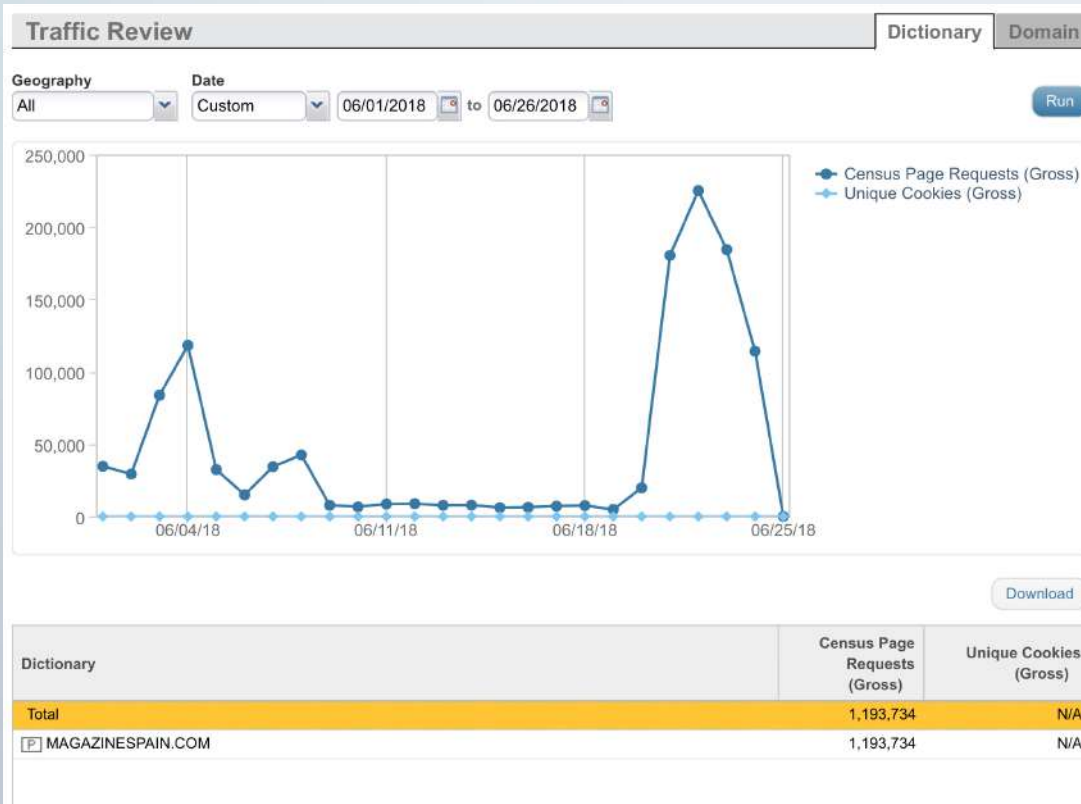 Traffic Review
Dictionary
Domain
Geography
Date
All
Custom
06/01/2018
to
06/26/2018
Run
250,000
200,000
150,000
100,000
50,000
0
06/04/18
06/11/18
06/18/18
06/25/18
Census Page Requests (Gross)
Unique Cookies (Gross)
Download
Dictionary
Census Page
Requests
(Gross)
Unique Cookies
(Gross)
Total
1,193,734
N/A
P MAGAZINESPAIN.COM
1,193,734
N/A